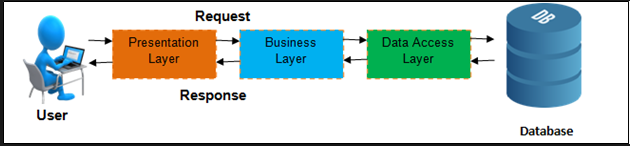 Request
DB
Presentation
Layer
Business
Layer
Data Access
Layer
Response
User
Database